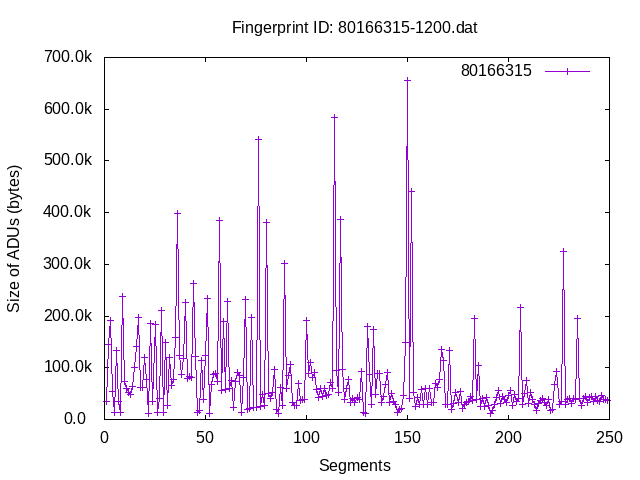 Fingerprint ID: 80166315-1200.dat
80166315
Size of ADUs (bytes)
700.0k
600.0k
500.0k
400.0k
300.0k
200.0k
100.0k
0.0
0 50 100 150 200 250
Segments